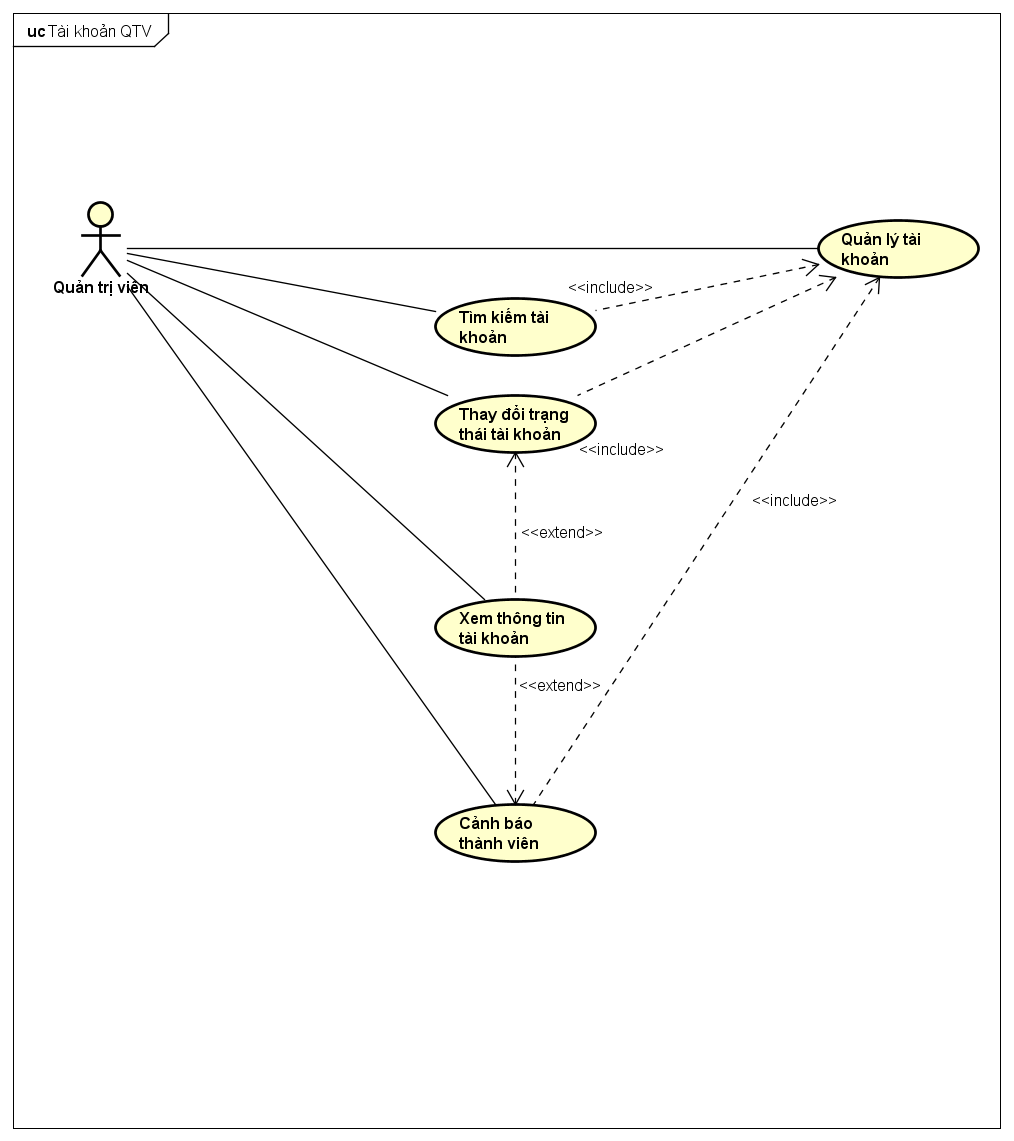 uc Tài khoản QTV
Quản trị viên
Quản lý tài
khoản
<<include>>
Tìm kiếm tài
khoản
Thay đổi trạng
thái tài khoản
<<include>>
<<include>>
<<extend>>
Xem thông tin
tài khoản
<<extend>>
Cảnh báo
thành viên